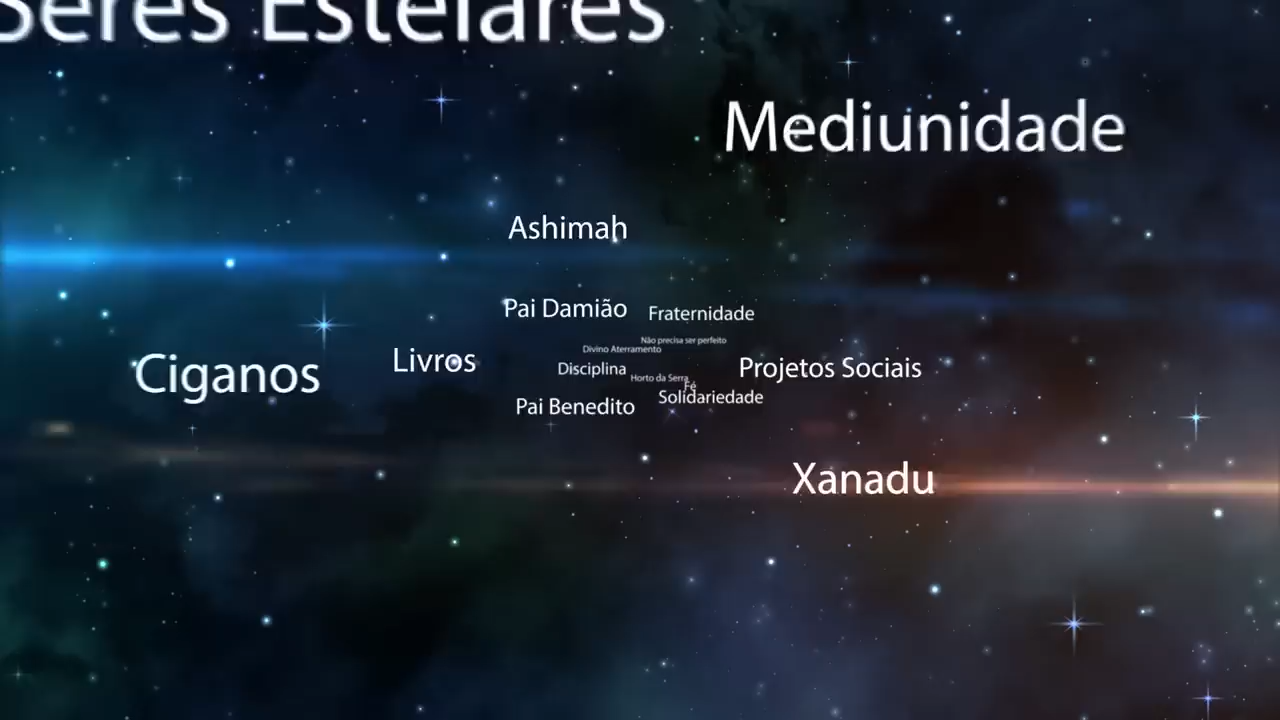 Seres Estelares
Mediunidade
Ashimah
Pai Damião
Fraternidade
Não precisa ser perfeito
Divino Aterramento
Livros
Disciplina
Projetos Sociais
Ciganos
Horto da Serra
Fé
Solidariedade
Pai Benedito
Xanadu